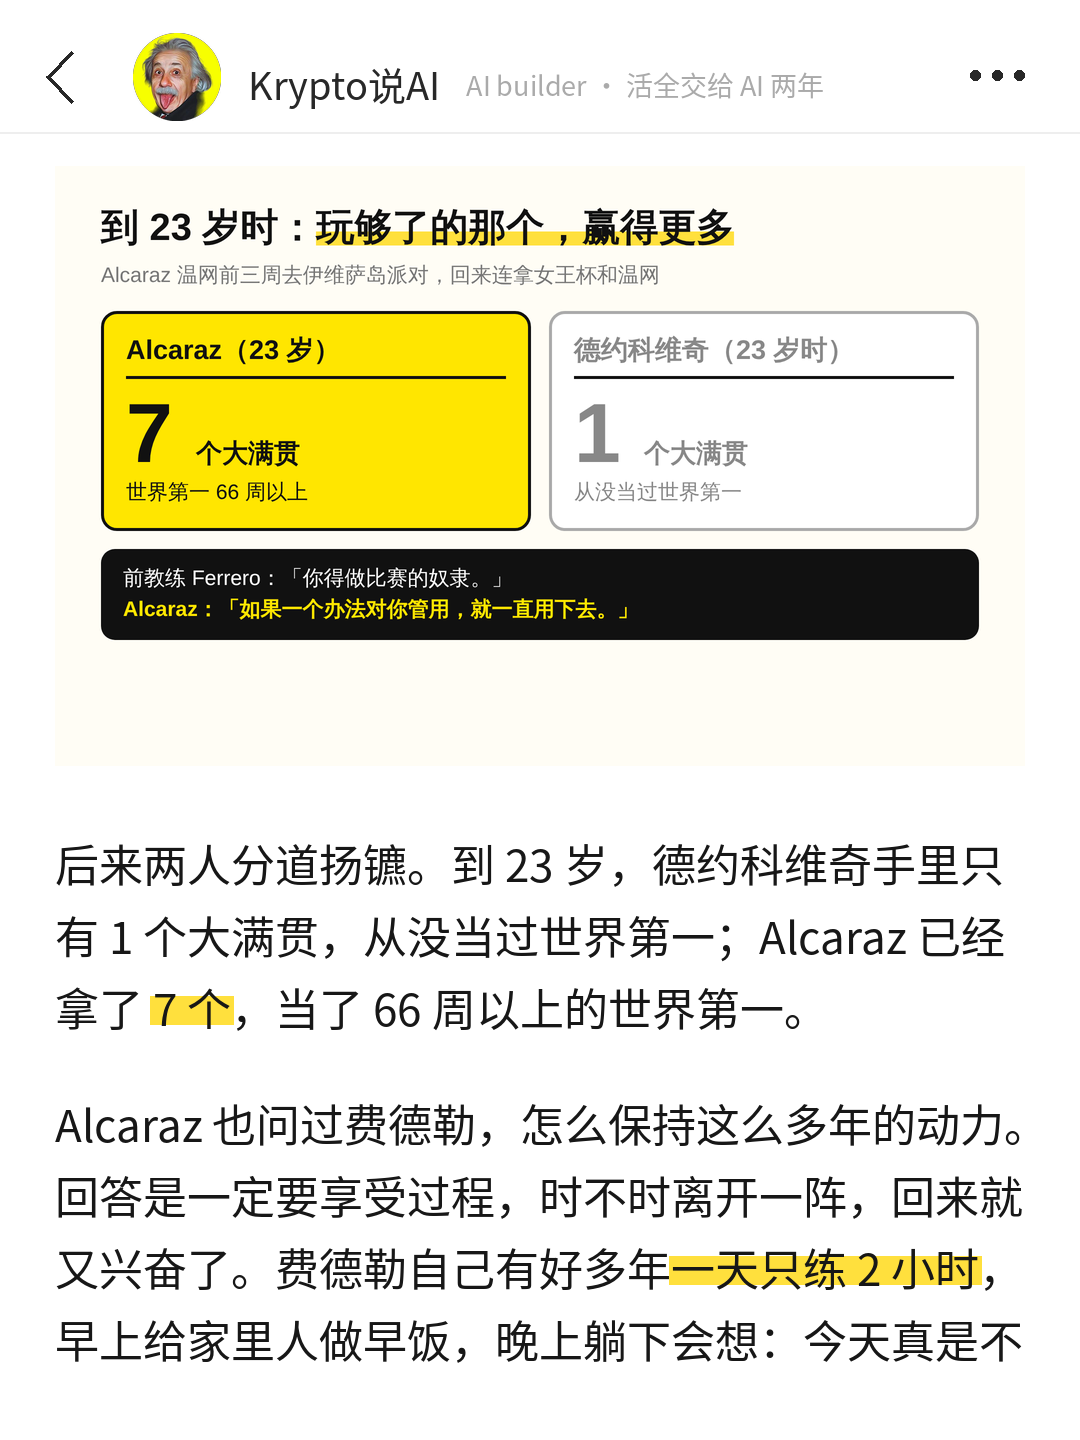 Krypto说AI AI builder · 活全交给 AI 两年
到 23 岁时：玩够了的那个，赢得更多
Alcaraz 温网前三周去伊维萨岛派对，回来连拿女王杯和温网
Alcaraz（23 岁）
7 个大满贯
世界第一 66 周以上
德约科维奇（23 岁时）
1 个大满贯
从没当过世界第一
前教练 Ferrero：「你得做比赛的奴隶。」
Alcaraz：「如果一个办法对你管用，就一直用下去。」
后来两人分道扬镳。到 23 岁，德约科维奇手里只
有 1 个大满贯，从没当过世界第一；Alcaraz 已经
拿了 7 个，当了 66 周以上的世界第一。
Alcaraz 也问过费德勒，怎么保持这么多年的动力。
回答是一定要享受过程，时不时离开一阵，回来就
又兴奋了。费德勒自己有好多年一天只练 2 小时，
早上给家里人做早饭，晚上躺下会想：今天真是不